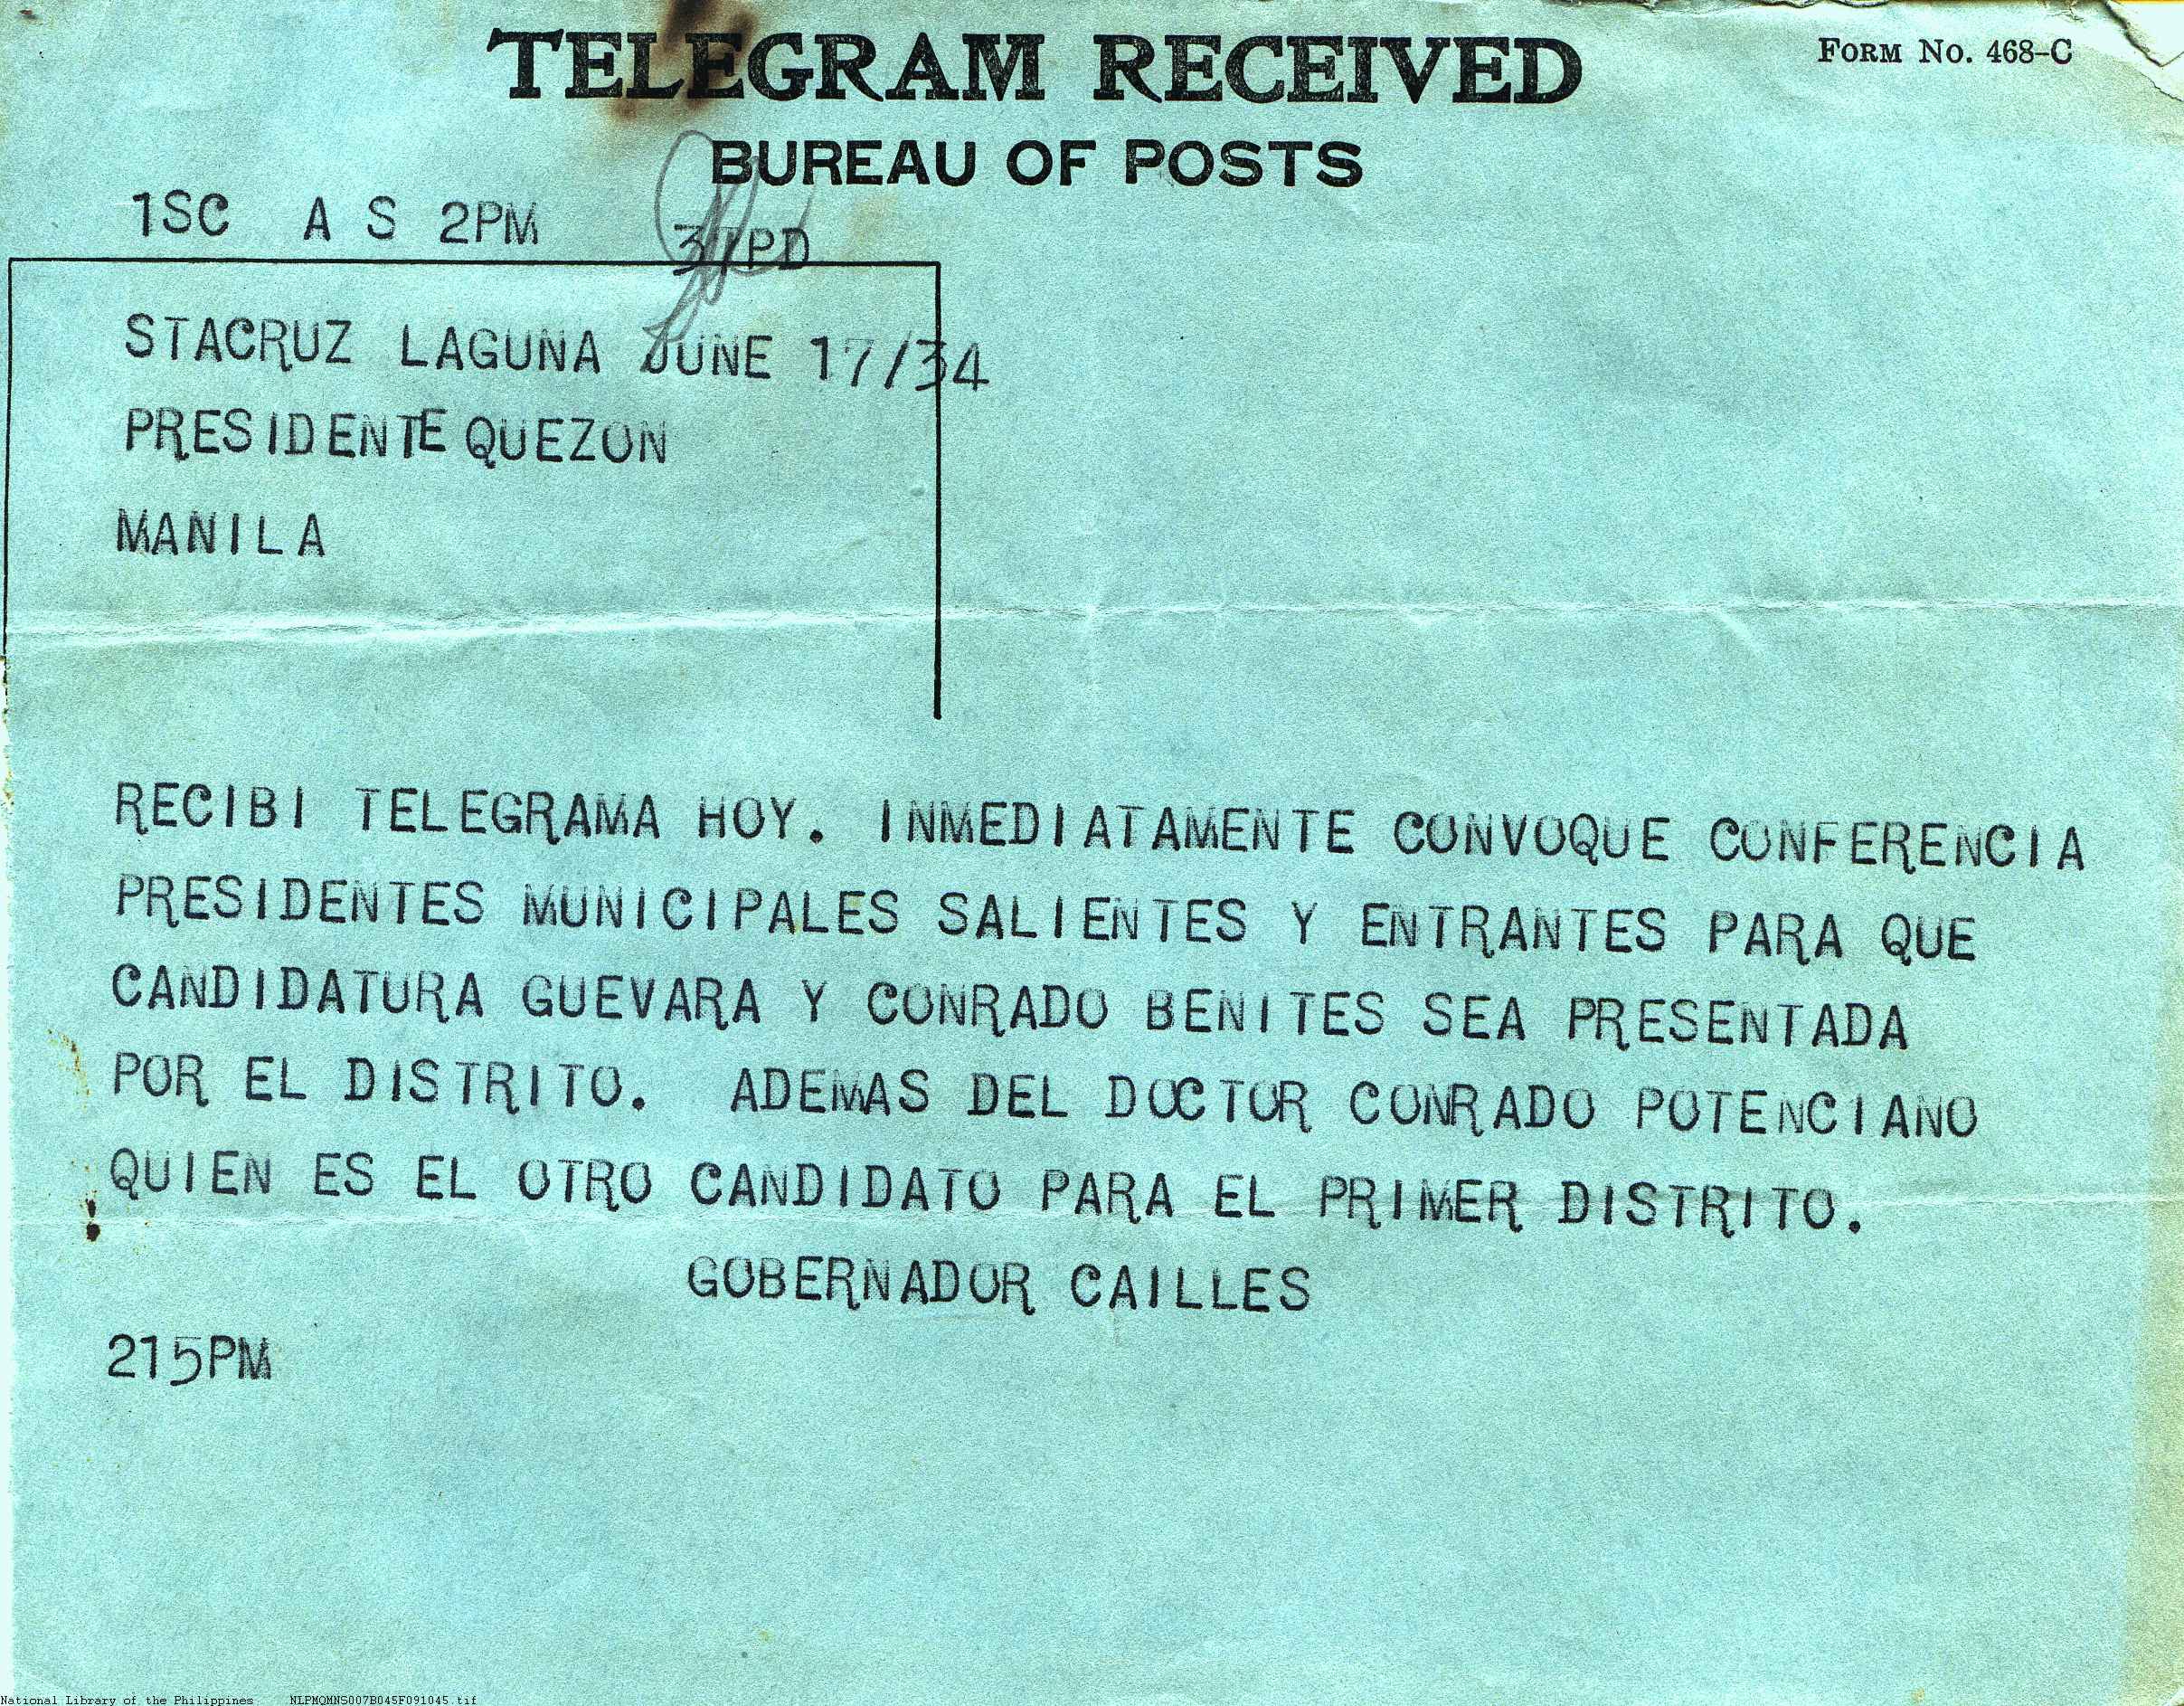 TELEGRAM RECEIVED
FORM NO. 468-C
BUREAU OF POSTS
1SC A S 2PM 37PD
STACRUZ LAGUNA JUNE 17/34
PRESIDENTE QUEZON
MANILA
RECIBI TELEGRAMA HOY. INMEDIATAMENTE CONVOQUE CONFERENCIA
PRESIDENTES MUNICIPALES SALIENTES Y ENTRANTES PARA QUE
CANDIDATURA GUEVARA Y CONRADO BENITES SEA PRESENTADA
POR EL DISTRITO. ADEMAS DEL DOCTOR CONRADO POTENCIANO
QUIEN ES EL OTRO CANDIDATO PARA EL PRIMER DISTRITO.
GOBERNADOR CAILLES
215PM
National Library of the Philippines NLPMQMNS007B045F091045.tif